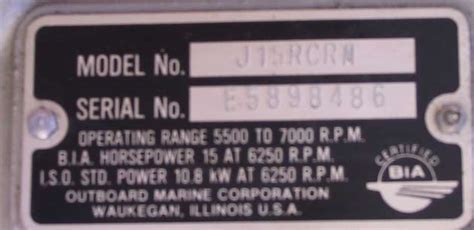 MODEL No. J15RCRN
SERIAL No. E5898486
OPERATING RANGE 5500 TO 7000 R.P.M.
B.I.A. HORSEPOWER 15 AT 6250 R.P.M.
I.S.O. STD. POWER 10.8 kW AT 6250 R.P.M.
OUTBOARD MARINE CORPORATION
WAUKEGAN, ILLINOIS U.S.A.
CERTIFIED
BIA